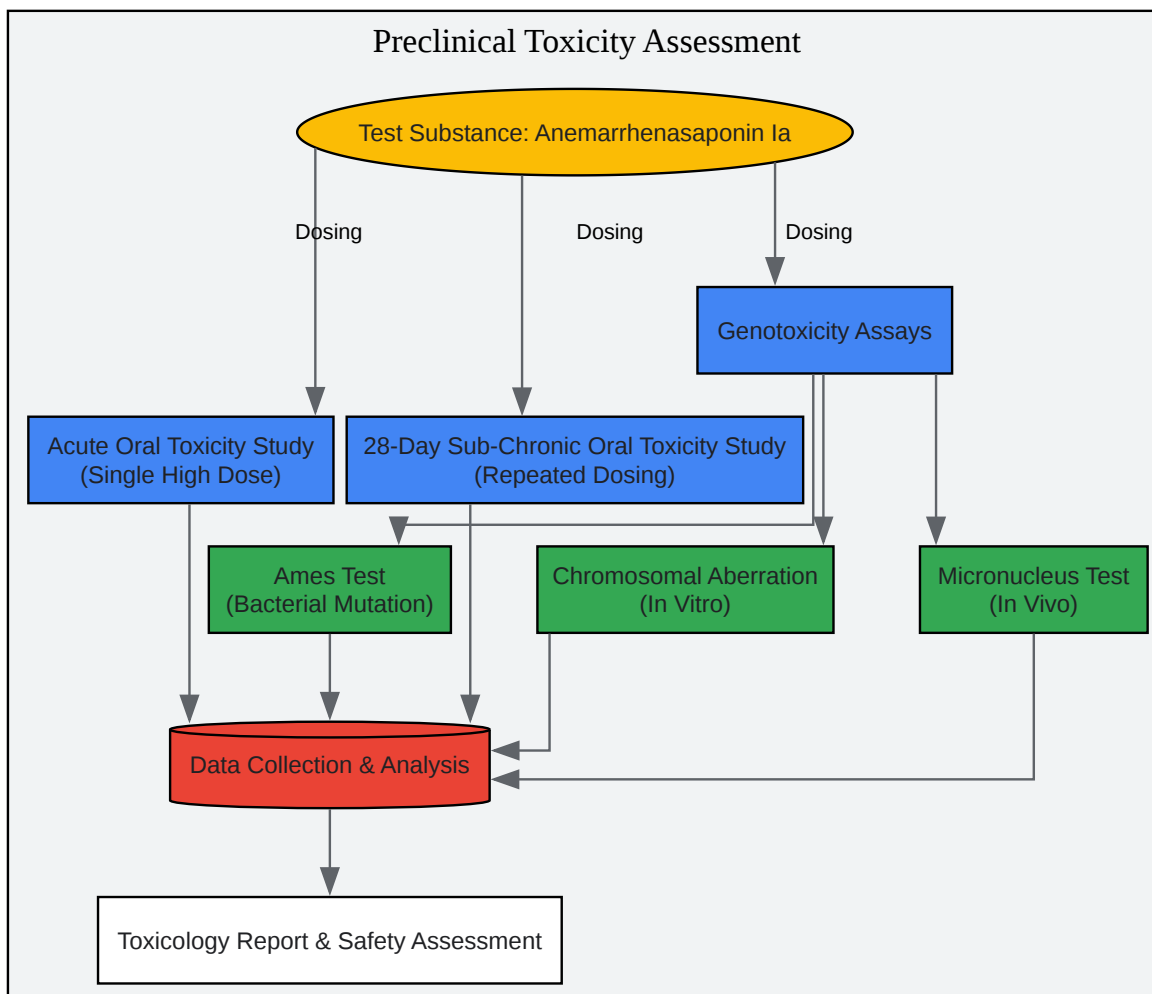 Preclinical Toxicity Assessment
Test Substance: Anemarrhenasaponin Ia
Dosing
Dosing
Dosing
Genotoxicity Assays
Acute Oral Toxicity Study
(Single High Dose)
28-Day Sub-Chronic Oral Toxicity Study
(Repeated Dosing)
Ames Test
(Bacterial Mutation)
Chromosomal Aberration
(In Vitro)
Micronucleus Test
(In Vivo)
Data Collection & Analysis
Toxicology Report & Safety Assessment